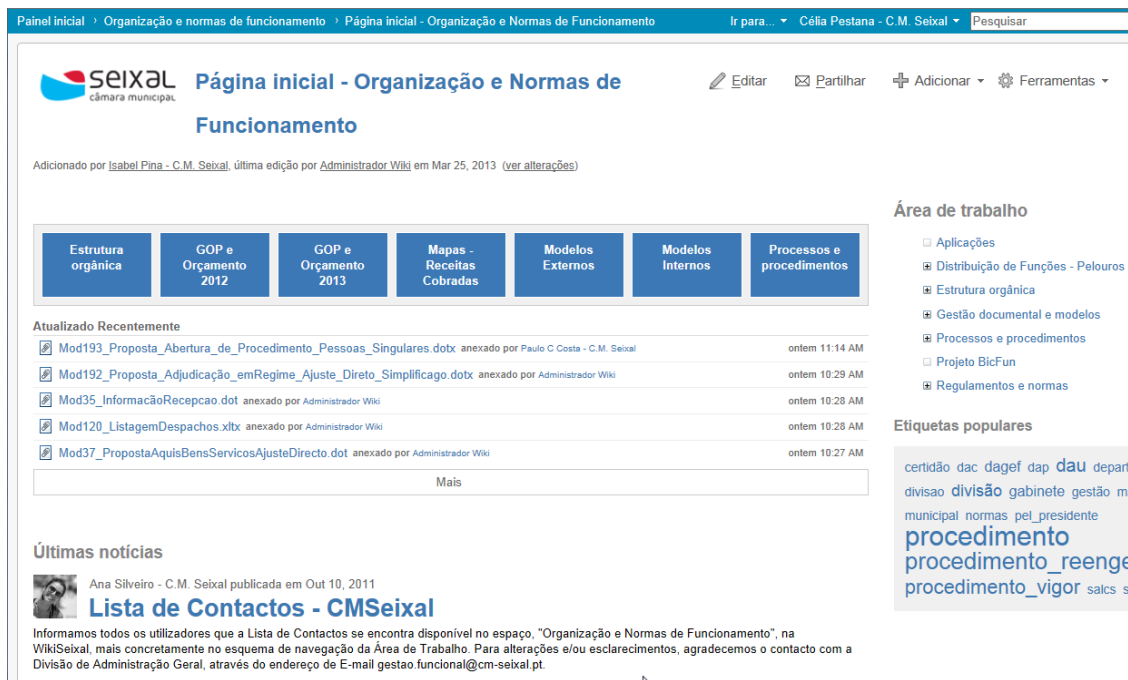 Painel inicial › Organização e normas de funcionamento › Página inicial - Organização e Normas de Funcionamento Ir para... Célia Pestana - C.M. Seixal Pesquisar
seixal
câmara municipal
Página inicial - Organização e Normas de
Funcionamento
Editar Partilhar Adicionar Ferramentas
Adicionado por Isabel Pina - C.M. Seixal, última edição por Administrador Wiki em Mar 25, 2013 (ver alterações)
Estrutura
orgânica
GOP e
Orçamento
2012
GOP e
Orçamento
2013
Mapas -
Receitas
Cobradas
Modelos
Externos
Modelos
Internos
Processos e
procedimentos
Atualizado Recentemente
Mod193_Proposta_Abertura_de_Procedimento_Pessoas_Singulares.dotx anexado por Paulo C Costa - C.M. Seixal ontem 11:14 AM
Mod192_Proposta_Adjudicação_emRegime_Ajuste_Direto_Simplificago.dotx anexado por Administrador Wiki ontem 10:29 AM
Mod35_InformacãoRecepcao.dot anexado por Administrador Wiki ontem 10:28 AM
Mod120_ListagemDespachos.xltx anexado por Administrador Wiki ontem 10:28 AM
Mod37_PropostaAquisBensServicosAjusteDirecto.dot anexado por Administrador Wiki ontem 10:27 AM
Mais
Últimas notícias
Ana Silveiro - C.M. Seixal publicada em Out 10, 2011
Lista de Contactos - CMSeixal
Informamos todos os utilizadores que a Lista de Contactos se encontra disponível no espaço, "Organização e Normas de Funcionamento", na
WikiSeixal, mais concretamente no esquema de navegação da Área de Trabalho. Para alterações e/ou esclarecimentos, agradecemos o contacto com a
Divisão de Administração Geral, através do endereço de E-mail gestao.funcional@cm-seixal.pt.
Área de trabalho
Aplicações
Distribuição de Funções - Pelouros
Estrutura orgânica
Gestão documental e modelos
Processos e procedimentos
Projeto BicFun
Regulamentos e normas
Etiquetas populares
certidão dac dagef dap dau depart
divisao divisão gabinete gestão m
municipal normas pel_presidente
procedimento
procedimento_reenge
procedimento_vigor salcs s